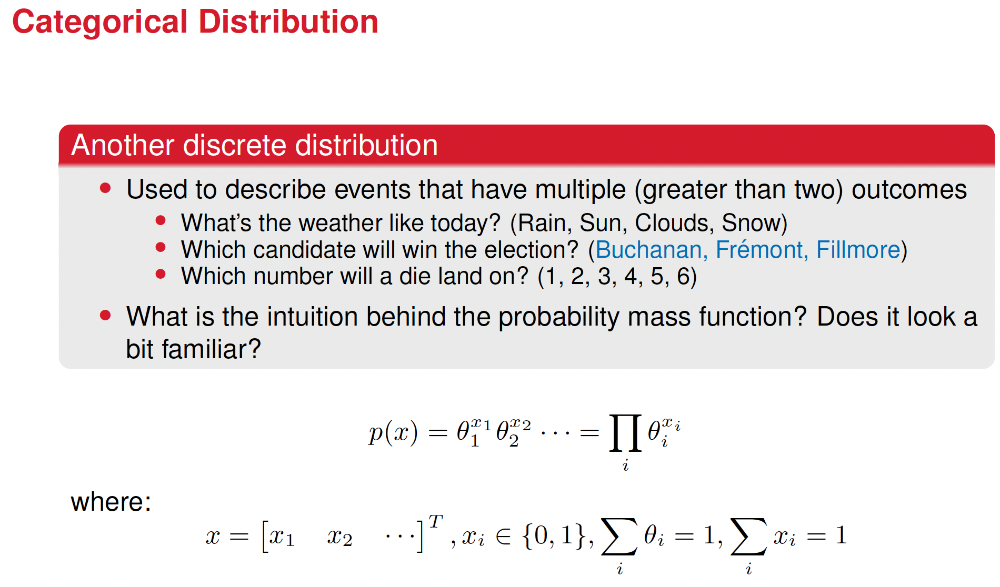 Categorical Distribution
Another discrete distribution
• Used to describe events that have multiple (greater than two) outcomes
• What's the weather like today? (Rain, Sun, Clouds, Snow)
• Which candidate will win the election? (Buchanan, Frémont, Fillmore)
• Which number will a die land on? (1, 2, 3, 4, 5, 6)
• What is the intuition behind the probability mass function? Does it look a
bit familiar?
$p(x) = \theta_1^{x_1} \theta_2^{x_2} \cdots = \prod_i \theta_i^{x_i}$
where:
$x = \begin{bmatrix} x_1 & x_2 & \cdots \end{bmatrix}^T, x_i \in \{0, 1\}, \sum_i \theta_i = 1, \sum_i x_i = 1$